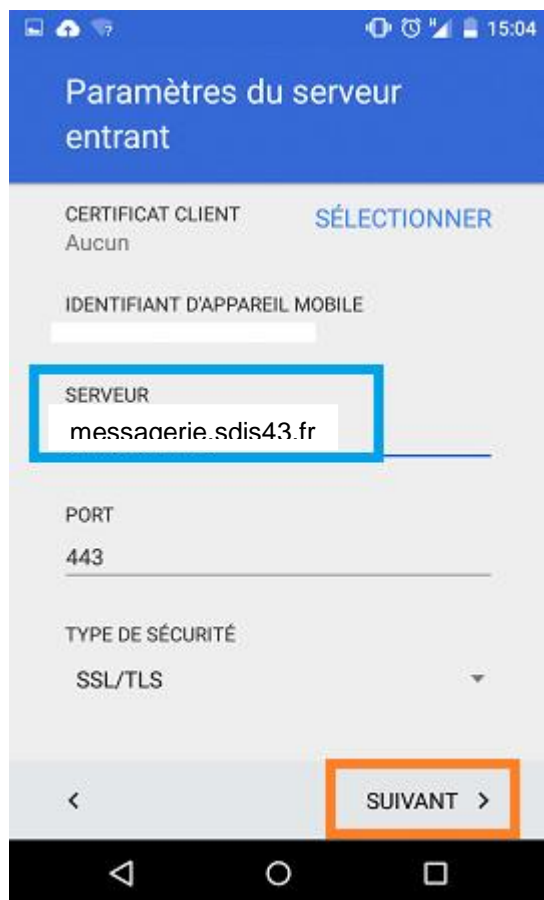 15:04
Paramètres du serveur
entrant
CERTIFICAT CLIENT SÉLECTIONNER
Aucun
IDENTIFIANT D'APPAREIL MOBILE
SERVEUR
messagerie.sdis43.fr
PORT
443
TYPE DE SÉCURITÉ
SSL/TLS
SUIVANT